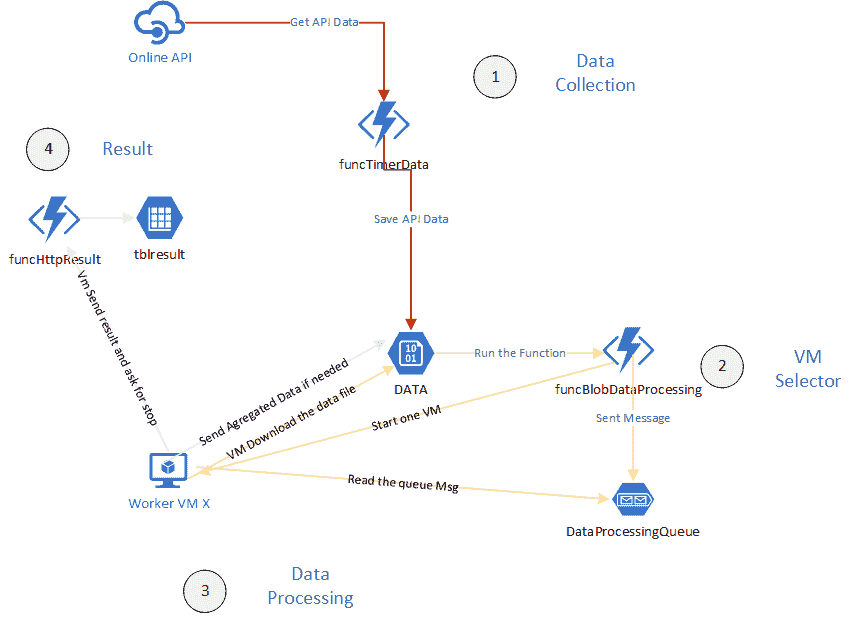 Get API Data
Online API
1
Data
Collection
4
Result
funcTimerData
Save API Data
funcHttpResult
tblresult
Vm Send result and ask for stop
10
01
DATA
Run the Function
funcBlobDataProcessing
2
VM
Selector
Send Agregated Data if needed
VM Download the data file
Start one VM
Sent Message
Read the queue Msg
Worker VM X
DataProcessingQueue
3
Data
Processing